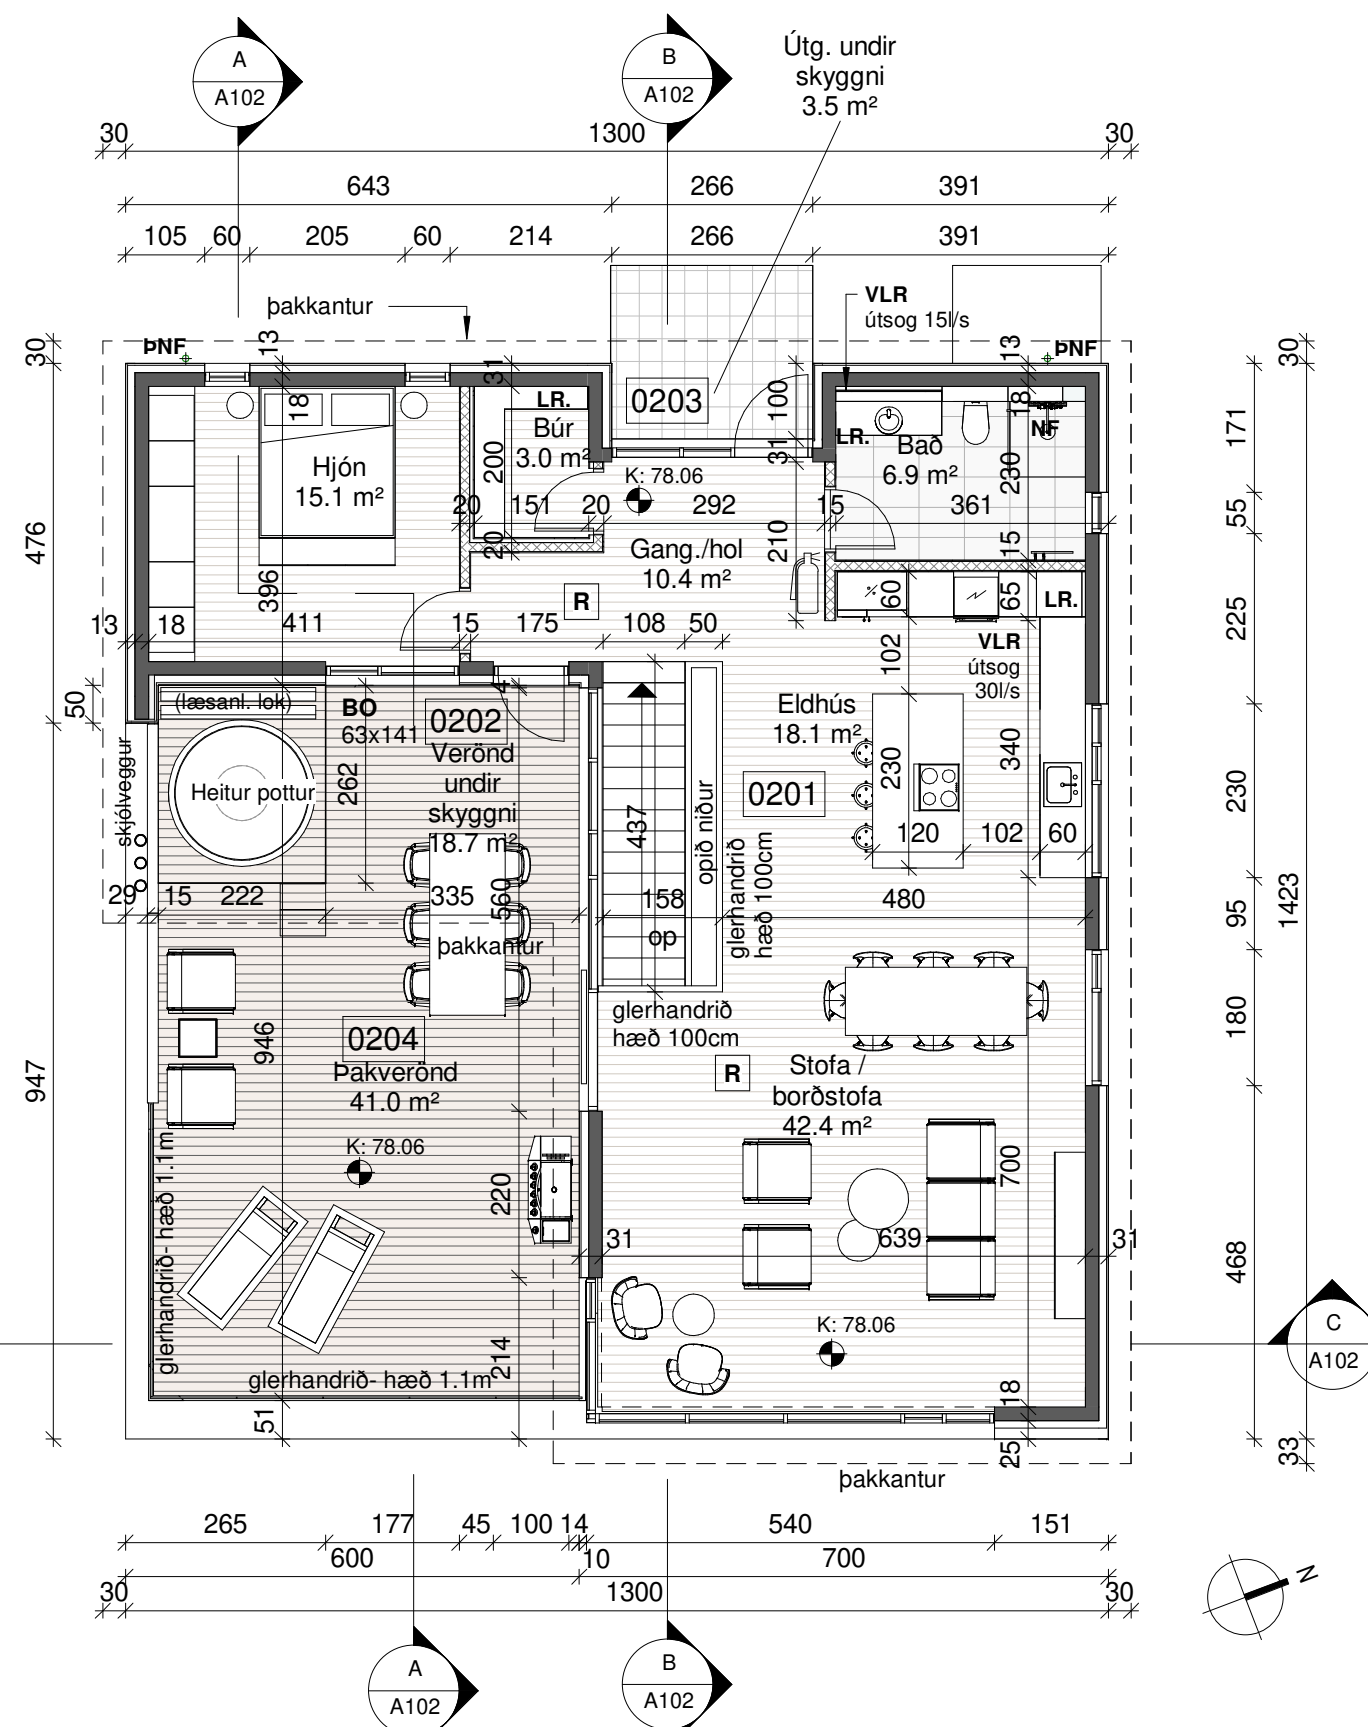 A
A102
B
A102
Útg. undir
skyggni
3.5 m²
30
1300
30
643
266
391
105
60
205
60
214
266
391
þakkantur
VLR
útsog 15l/s
ÞNF
ÞNF
30
13
31
13
30
18
LR.
Búr
3.0 m²
0203
100
31
LR.
Bað
6.9 m²
18
NF
230
171
Hjón
15.1 m²
200
K: 78.06
20
151
20
292
15
361
55
476
20
Gang./hol
10.4 m²
210
15
396
R
60
65
LR.
225
13
18
411
15
175
108
50
102
VLR
útsog
30l/s
50
(læsanl. lok)
BO
63x141
4
0202
Verönd
undir
skyggni
18.7 m²
Eldhús
18.1 m²
340
skjólveggur
Heitur pottur
262
437
opið niður
0201
230
230
glerhandrið
hæð 100cm
120
102
60
29
15
222
335
560
158
op
480
95
1423
þakkantur
946
0204
Þakverönd
41.0 m²
glerhandrið
hæð 100cm
R
Stofa /
borðstofa
42.4 m²
180
947
K: 78.06
glerhandrið- hæð 1.1m
220
700
31
639
31
468
K: 78.06
C
A102
214
glerhandrið- hæð 1.1m
51
18
25
33
þakkantur
265
177
45
100
14
540
151
600
10
700
30
1300
30
N
A
A102
B
A102